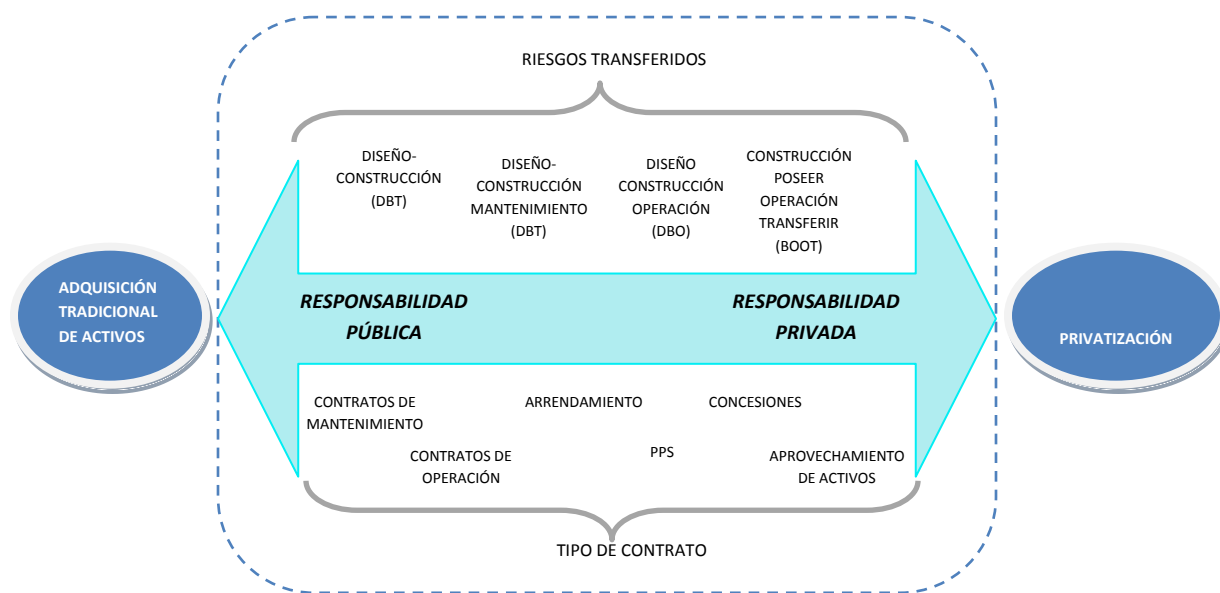 RIESGOS TRANSFERIDOS
DISEÑO-
CONSTRUCCIÓN
(DBT)
DISEÑO-
CONSTRUCCIÓN
MANTENIMIENTO
(DBT)
DISEÑO
CONSTRUCCIÓN
OPERACIÓN
(DBO)
CONSTRUCCIÓN
POSEER
OPERACIÓN
TRANSFERIR
(BOOT)
ADQUISICIÓN
TRADICIONAL
DE ACTIVOS
RESPONSABILIDAD
PÚBLICA
RESPONSABILIDAD
PRIVADA
PRIVATIZACIÓN
CONTRATOS DE
MANTENIMIENTO
CONTRATOS DE
OPERACIÓN
ARRENDAMIENTO
PPS
CONCESIONES
APROVECHAMIENTO
DE ACTIVOS
TIPO DE CONTRATO